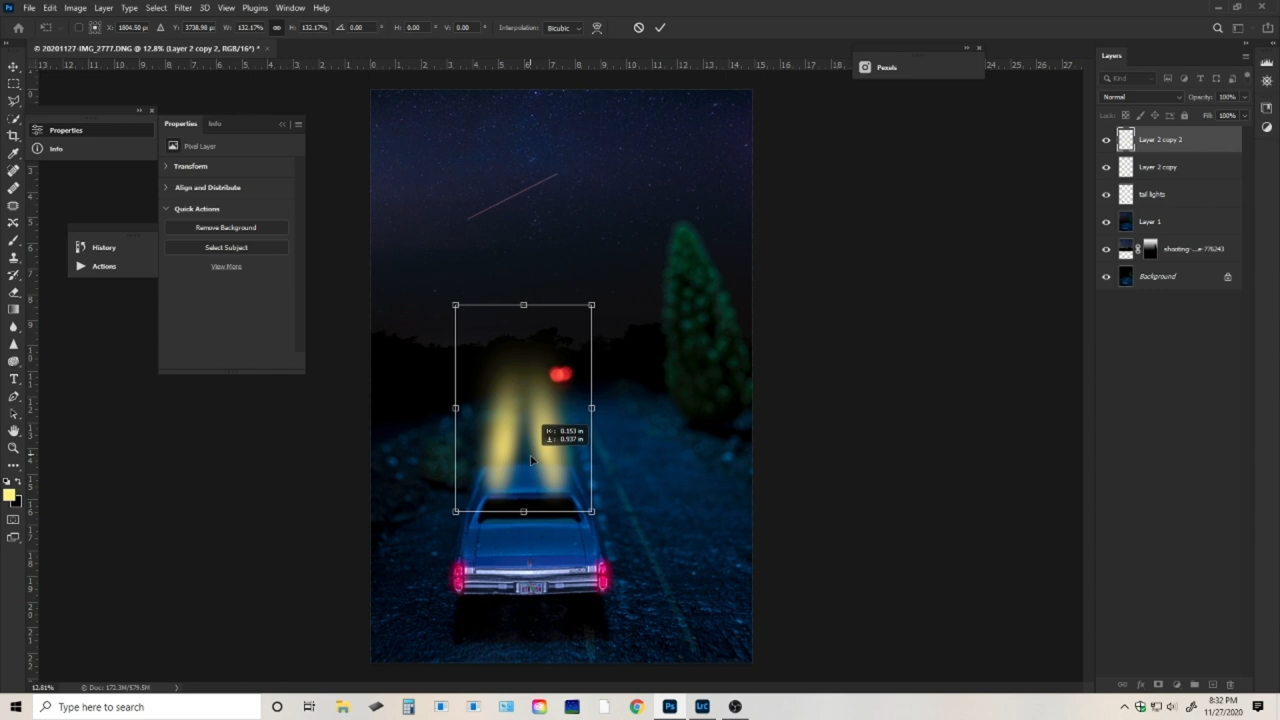 Ps File Edit Image Layer Type Select Filter 3D View Plugins Window Help
X: 1804.50 px Y: 3738.98 px W: 132.17% H: 132.17% 0.00 H: 0.00 V: 0.00 Interpolation: Bicubic
© 20201127-IMG_2777.DNG @ 12.8% (Layer 2 copy 2, RGB/16*) *
Pexels
Properties
Info
History
Actions
Properties Info
Pixel Layer
Transform
Align and Distribute
Quick Actions
Remove Background
Select Subject
View More
0.153 in
0.937 in
Layers
Kind
Normal Opacity: 100%
Lock: Fill: 100%
Layer 2 copy 2
Layer 2 copy
tail lights
Layer 1
shooting-...e-776243
Background
12.81% Doc: 172.3M/579.5M
Type here to search
Ps
LrC
8:32 PM
11/27/2020